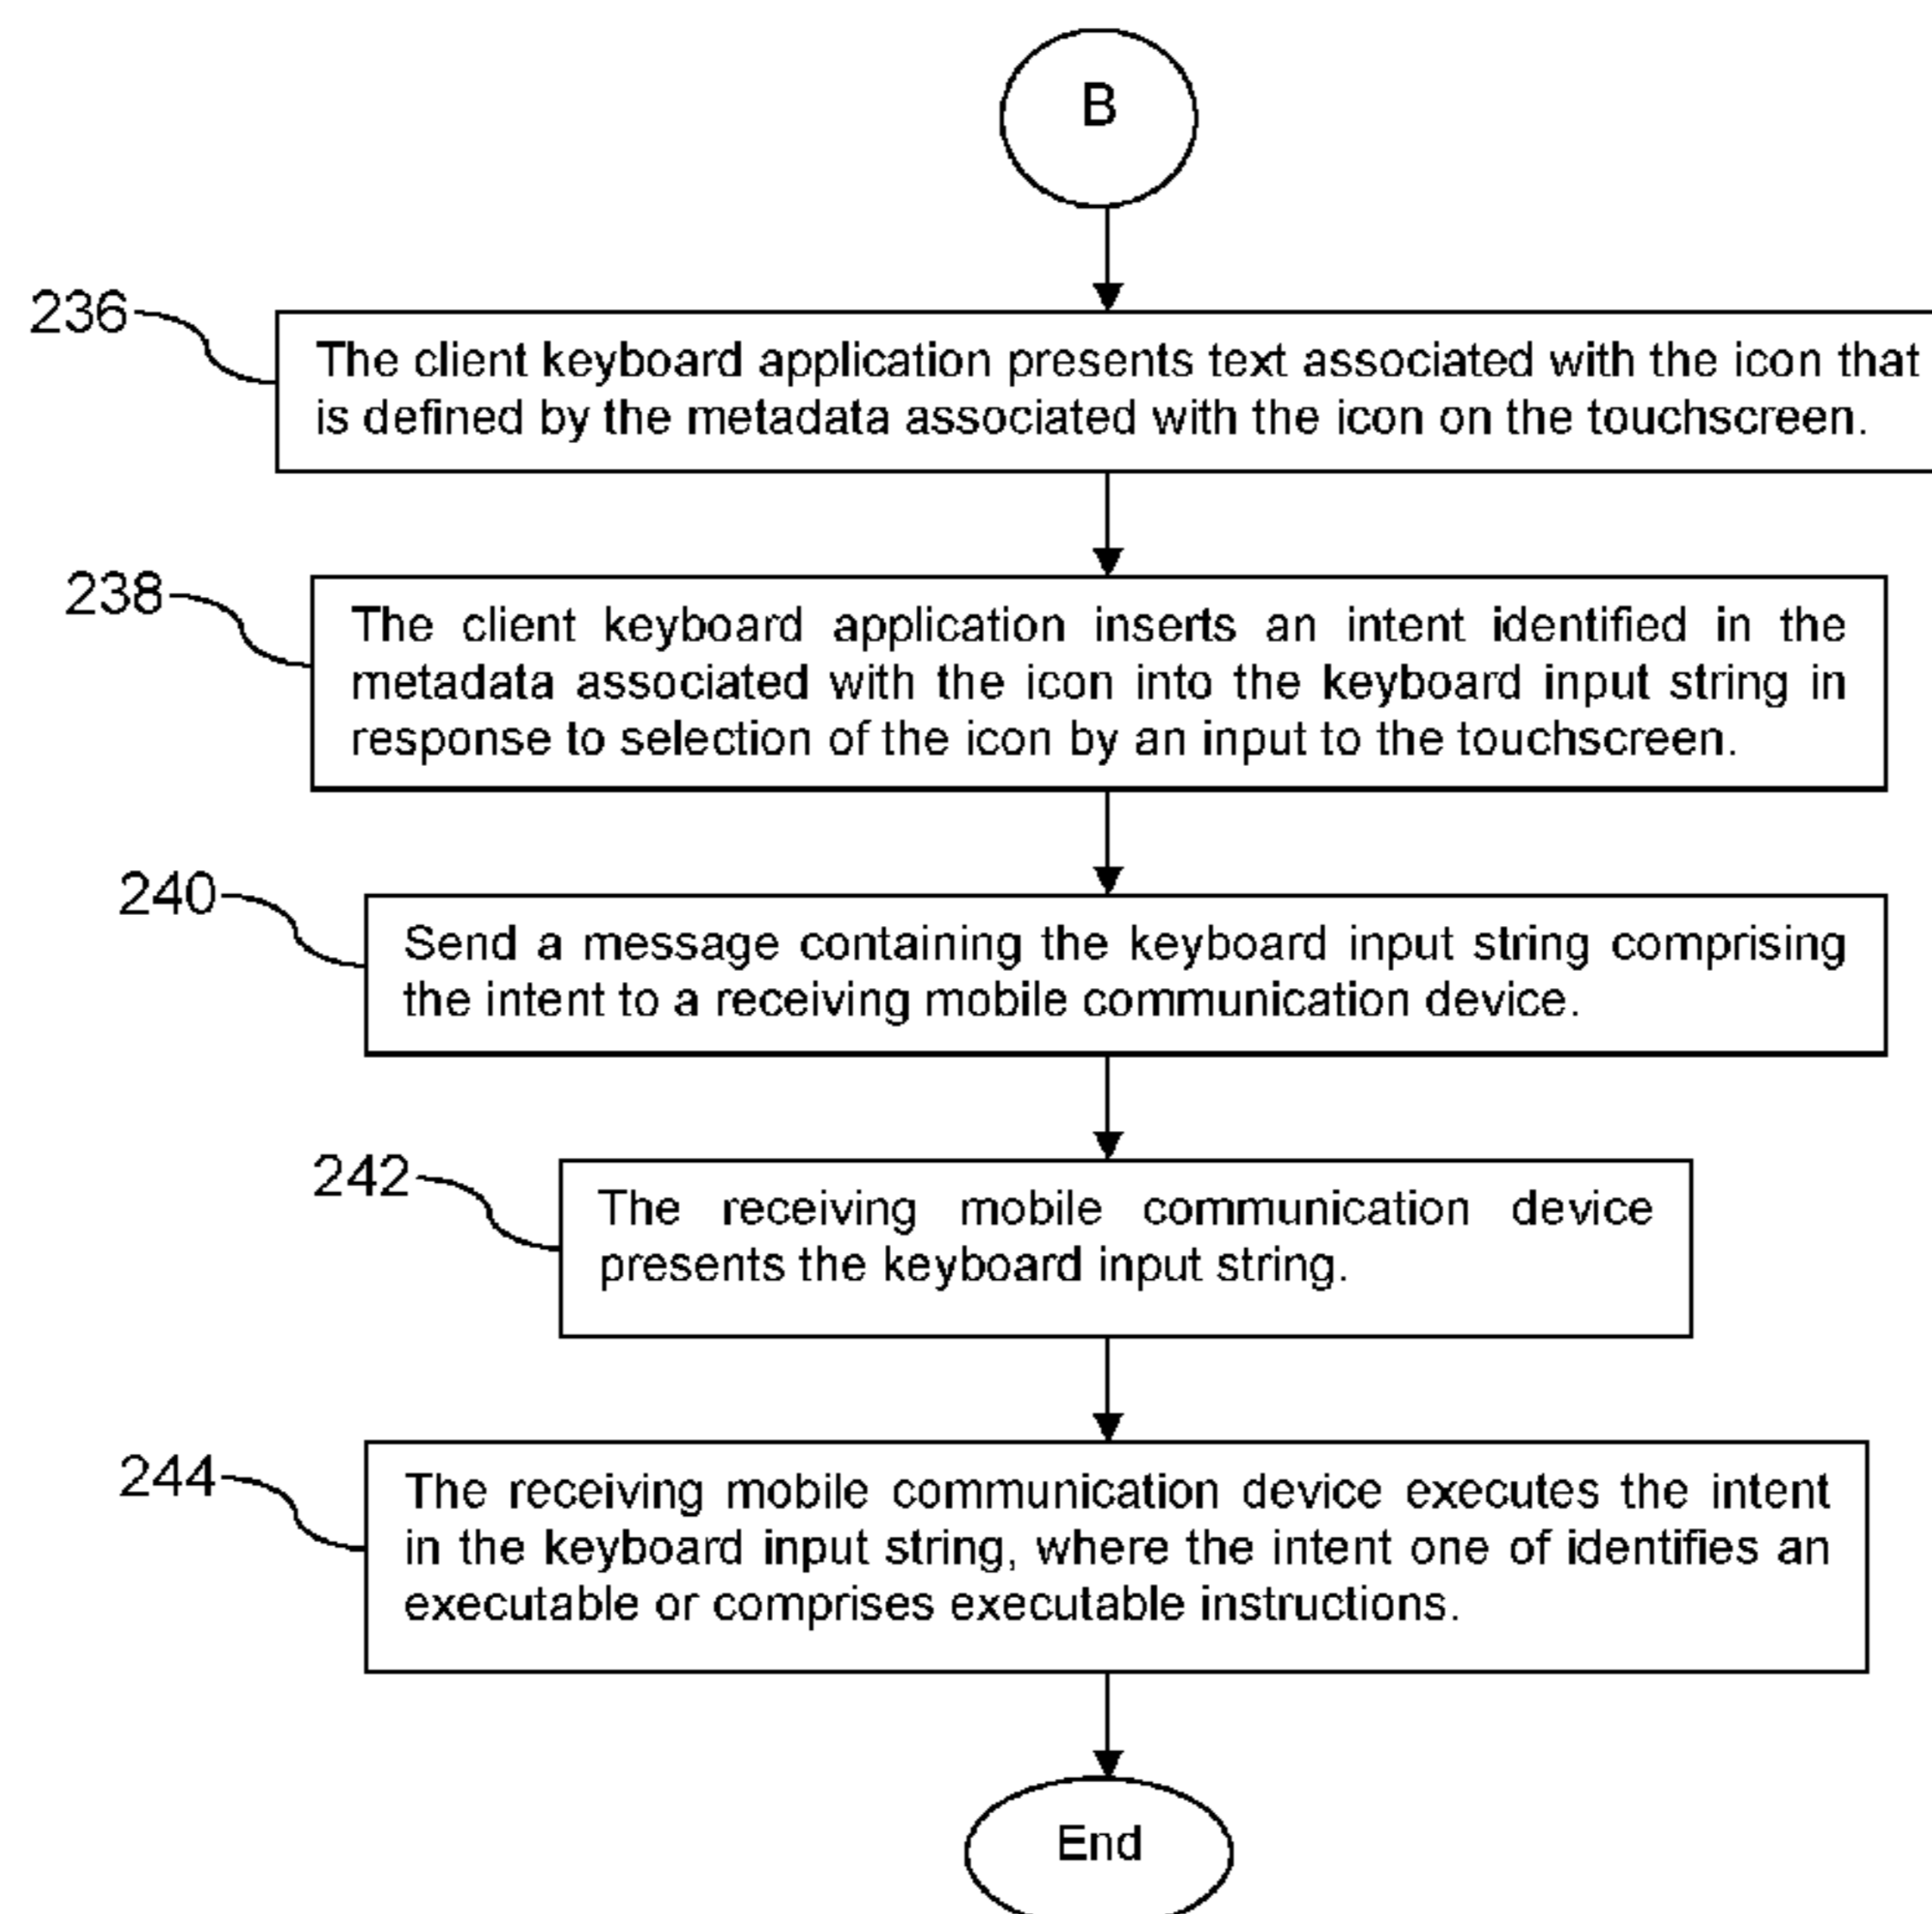 B
236
The client keyboard application presents text associated with the icon that
is defined by the metadata associated with the icon on the touchscreen.
238
The client keyboard application inserts an intent identified in the
metadata associated with the icon into the keyboard input string in
response to selection of the icon by an input to the touchscreen.
240
Send a message containing the keyboard input string comprising
the intent to a receiving mobile communication device.
242
The receiving mobile communication device
presents the keyboard input string.
244
The receiving mobile communication device executes the intent
in the keyboard input string, where the intent one of identifies an
executable or comprises executable instructions.
End